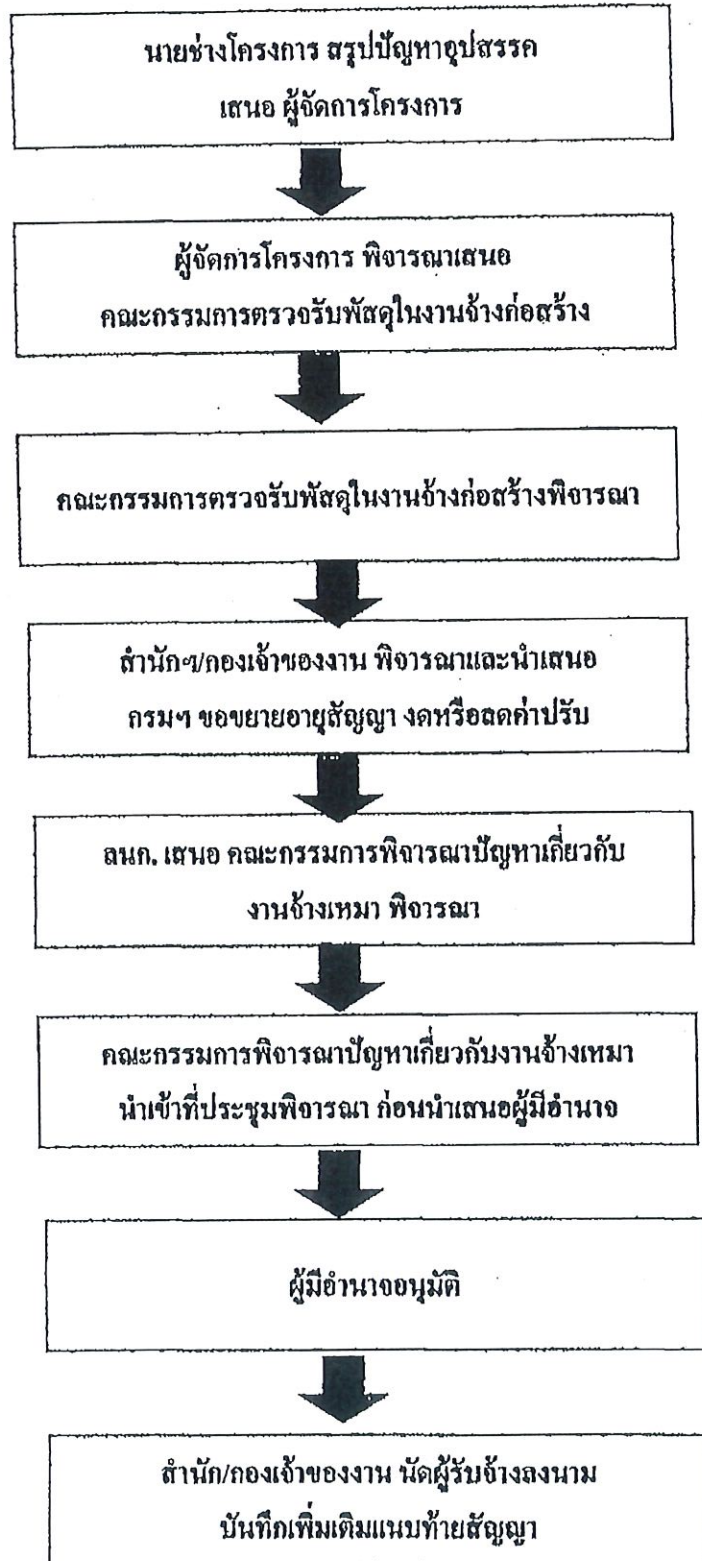 นายช่างโครงการ สรุปปัญหาอุปสรรค
เสนอ ผู้จัดการโครงการ
ผู้จัดการโครงการ พิจารณาเสนอ
คณะกรรมการตรวจรับพัสดุในงานจ้างก่อสร้าง
คณะกรรมการตรวจรับพัสดุในงานจ้างก่อสร้างพิจารณา
สำนักฯ/กองเจ้าของงาน พิจารณาและนำเสนอ
กรมฯ ขอขยายอายุสัญญา งดหรือลดค่าปรับ
ลนก. เสนอ คณะกรรมการพิจารณาปัญหาเกี่ยวกับ
งานจ้างเหมา พิจารณา
คณะกรรมการพิจารณาปัญหาเกี่ยวกับงานจ้างเหมา
นำเข้าที่ประชุมพิจารณา ก่อนนำเสนอผู้มีอำนาจ
ผู้มีอำนาจอนุมัติ
สำนัก/กองเจ้าของงาน นัดผู้รับจ้างลงนาม
บันทึกเพิ่มเติมแนบท้ายสัญญา